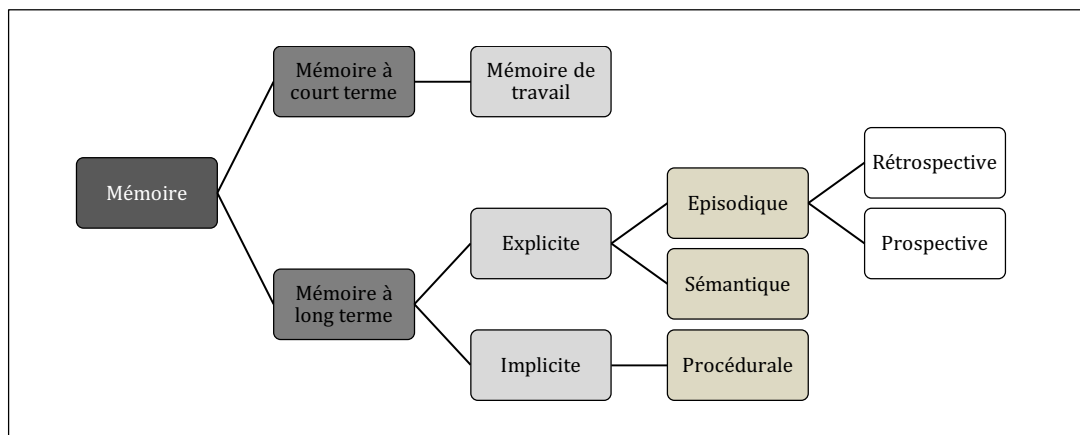 Mémoire à
court terme
Mémoire de
travail
Mémoire
Rétrospective
Episodique
Prospective
Explicite
Sémantique
Mémoire à
long terme
Implicite
Procédurale